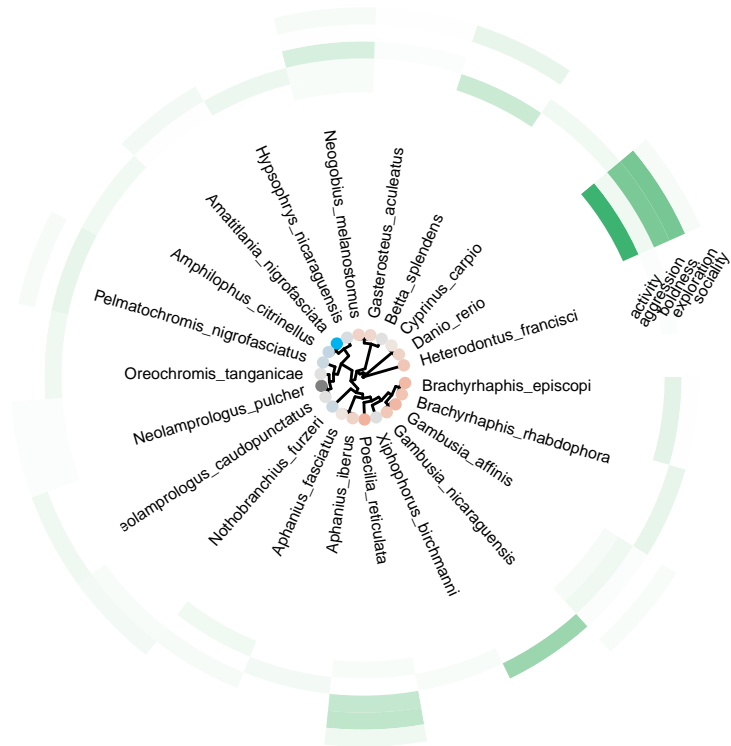 Neogobius_melanostomus
Gasterosteus_aculeatus
Betta_splendens
Cyprinus_carpio
Danio_rerio
Heterodontus_francisci
activity
aggression
boldness
exploration
sociality
Brachyrhaphis_episcopi
Brachyrhaphis_rhabdophora
Gambusia_affinis
Gambusia_nicaraguensis
Xiphophorus_birchmanni
Poecilia_reticulata
Aphanius_iberus
Aphanius_fasciatus
Nothobranchius_furzeri
eolamprologus_caudopunctatus
Neolamprologus_pulcher
Oreochromis_tanganicae
Pelmatochromis_nigrofasciatus
Amphilophus_citrinellus
Amatitlania_nigrofasciata
Hypsophrys_nicaraguensis